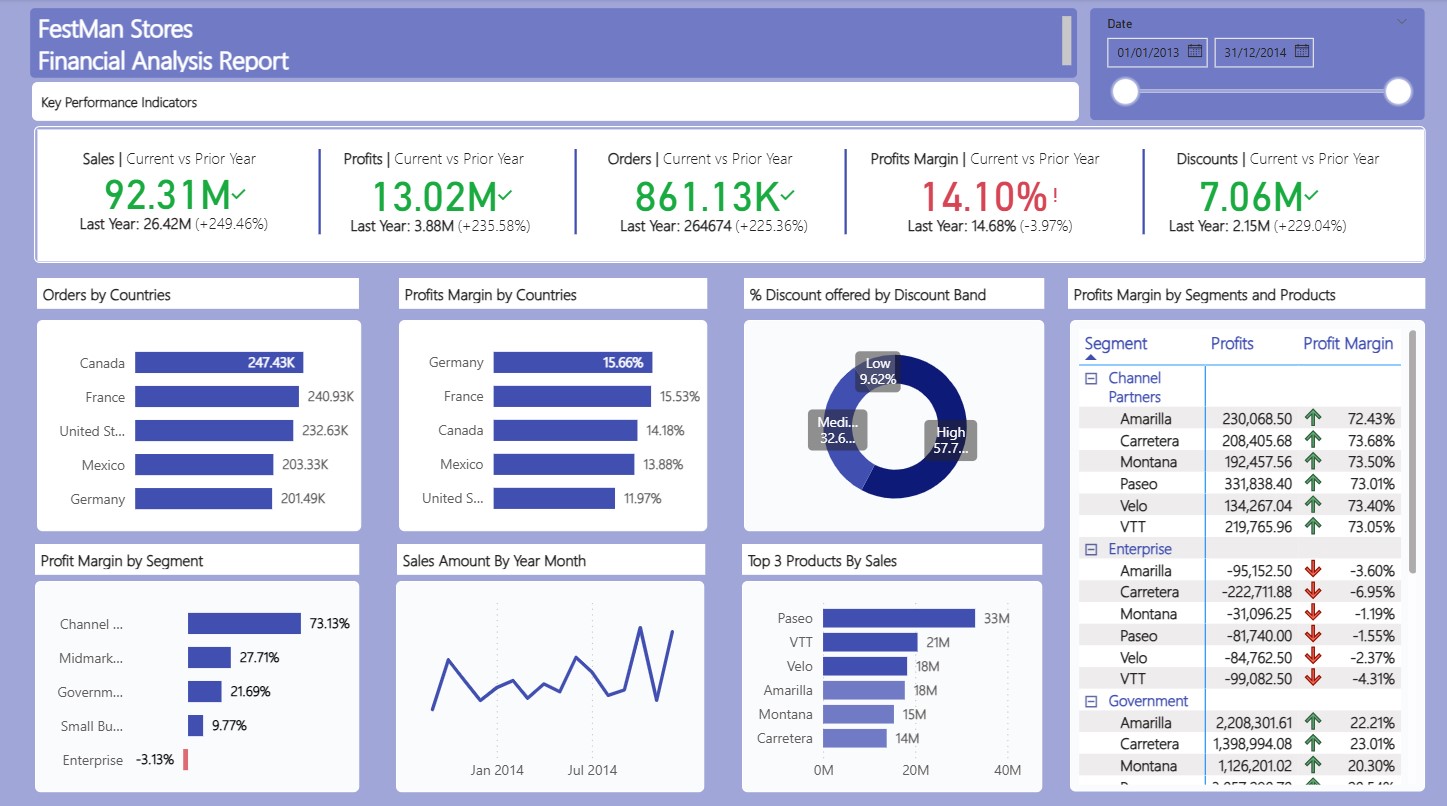 FestMan Stores
Financial Analysis Report
Date
01/01/2013
31/12/2014
Key Performance Indicators
Sales | Current vs Prior Year
92.31M
Last Year: 26.42M (+249.46%)
Profits | Current vs Prior Year
13.02M
Last Year: 3.88M (+235.58%)
Orders | Current vs Prior Year
861.13K
Last Year: 264674 (+225.36%)
Profits Margin | Current vs Prior Year
14.10%!
Last Year: 14.68% (-3.97%)
Discounts | Current vs Prior Year
7.06M
Last Year: 2.15M (+229.04%)
Orders by Countries
Canada 247.43K
France 240.93K
United St... 232.63K
Mexico 203.33K
Germany 201.49K
Profits Margin by Countries
Germany 15.66%
France 15.53%
Canada 14.18%
Mexico 13.88%
United S... 11.97%
% Discount offered by Discount Band
Low
9.62%
Medi...
32.6...
High
57.7...
Profits Margin by Segments and Products
Segment Profits Profit Margin
Channel
Partners
Amarilla 230,068.50 72.43%
Carretera 208,405.68 73.68%
Montana 192,457.56 73.50%
Paseo 331,838.40 73.01%
Velo 134,267.04 73.40%
VTT 219,765.96 73.05%
Enterprise
Amarilla -95,152.50 -3.60%
Carretera -222,711.88 -6.95%
Montana -31,096.25 -1.19%
Paseo -81,740.00 -1.55%
Velo -84,762.50 -2.37%
VTT -99,082.50 -4.31%
Government
Amarilla 2,208,301.61 22.21%
Carretera 1,398,994.08 23.01%
Montana 1,126,201.02 20.30%
Profit Margin by Segment
Channel ... 73.13%
Midmark... 27.71%
Governm... 21.69%
Small Bu... 9.77%
Enterprise -3.13%
Sales Amount By Year Month
Jan 2014 Jul 2014
Top 3 Products By Sales
Paseo 33M
VTT 21M
Velo 18M
Amarilla 18M
Montana 15M
Carretera 14M
0M 20M 40M